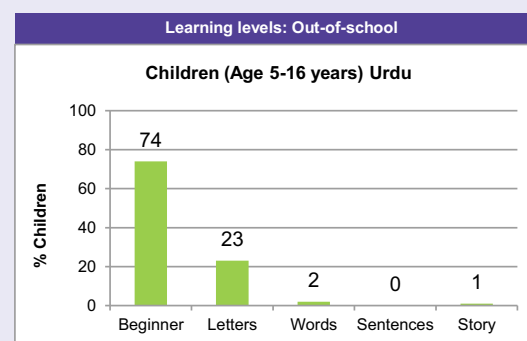 Learning levels: Out-of-school
Children (Age 5-16 years) Urdu
% Children
100
80
60
40
20
0
74
23
2
0
1
Beginner Letters Words Sentences Story